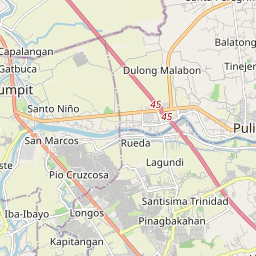 Balatong
Capalangan
Gatbuca
Tinejer
Dulong Malabon
umpit
Santo Niño
45
45
Puli
San Marcos
Rueda
Lagundi
Pio Cruzcosa
Santisima Trinidad
Iba-Ibayo
Longos
Pinagbakahan
Kapitangan